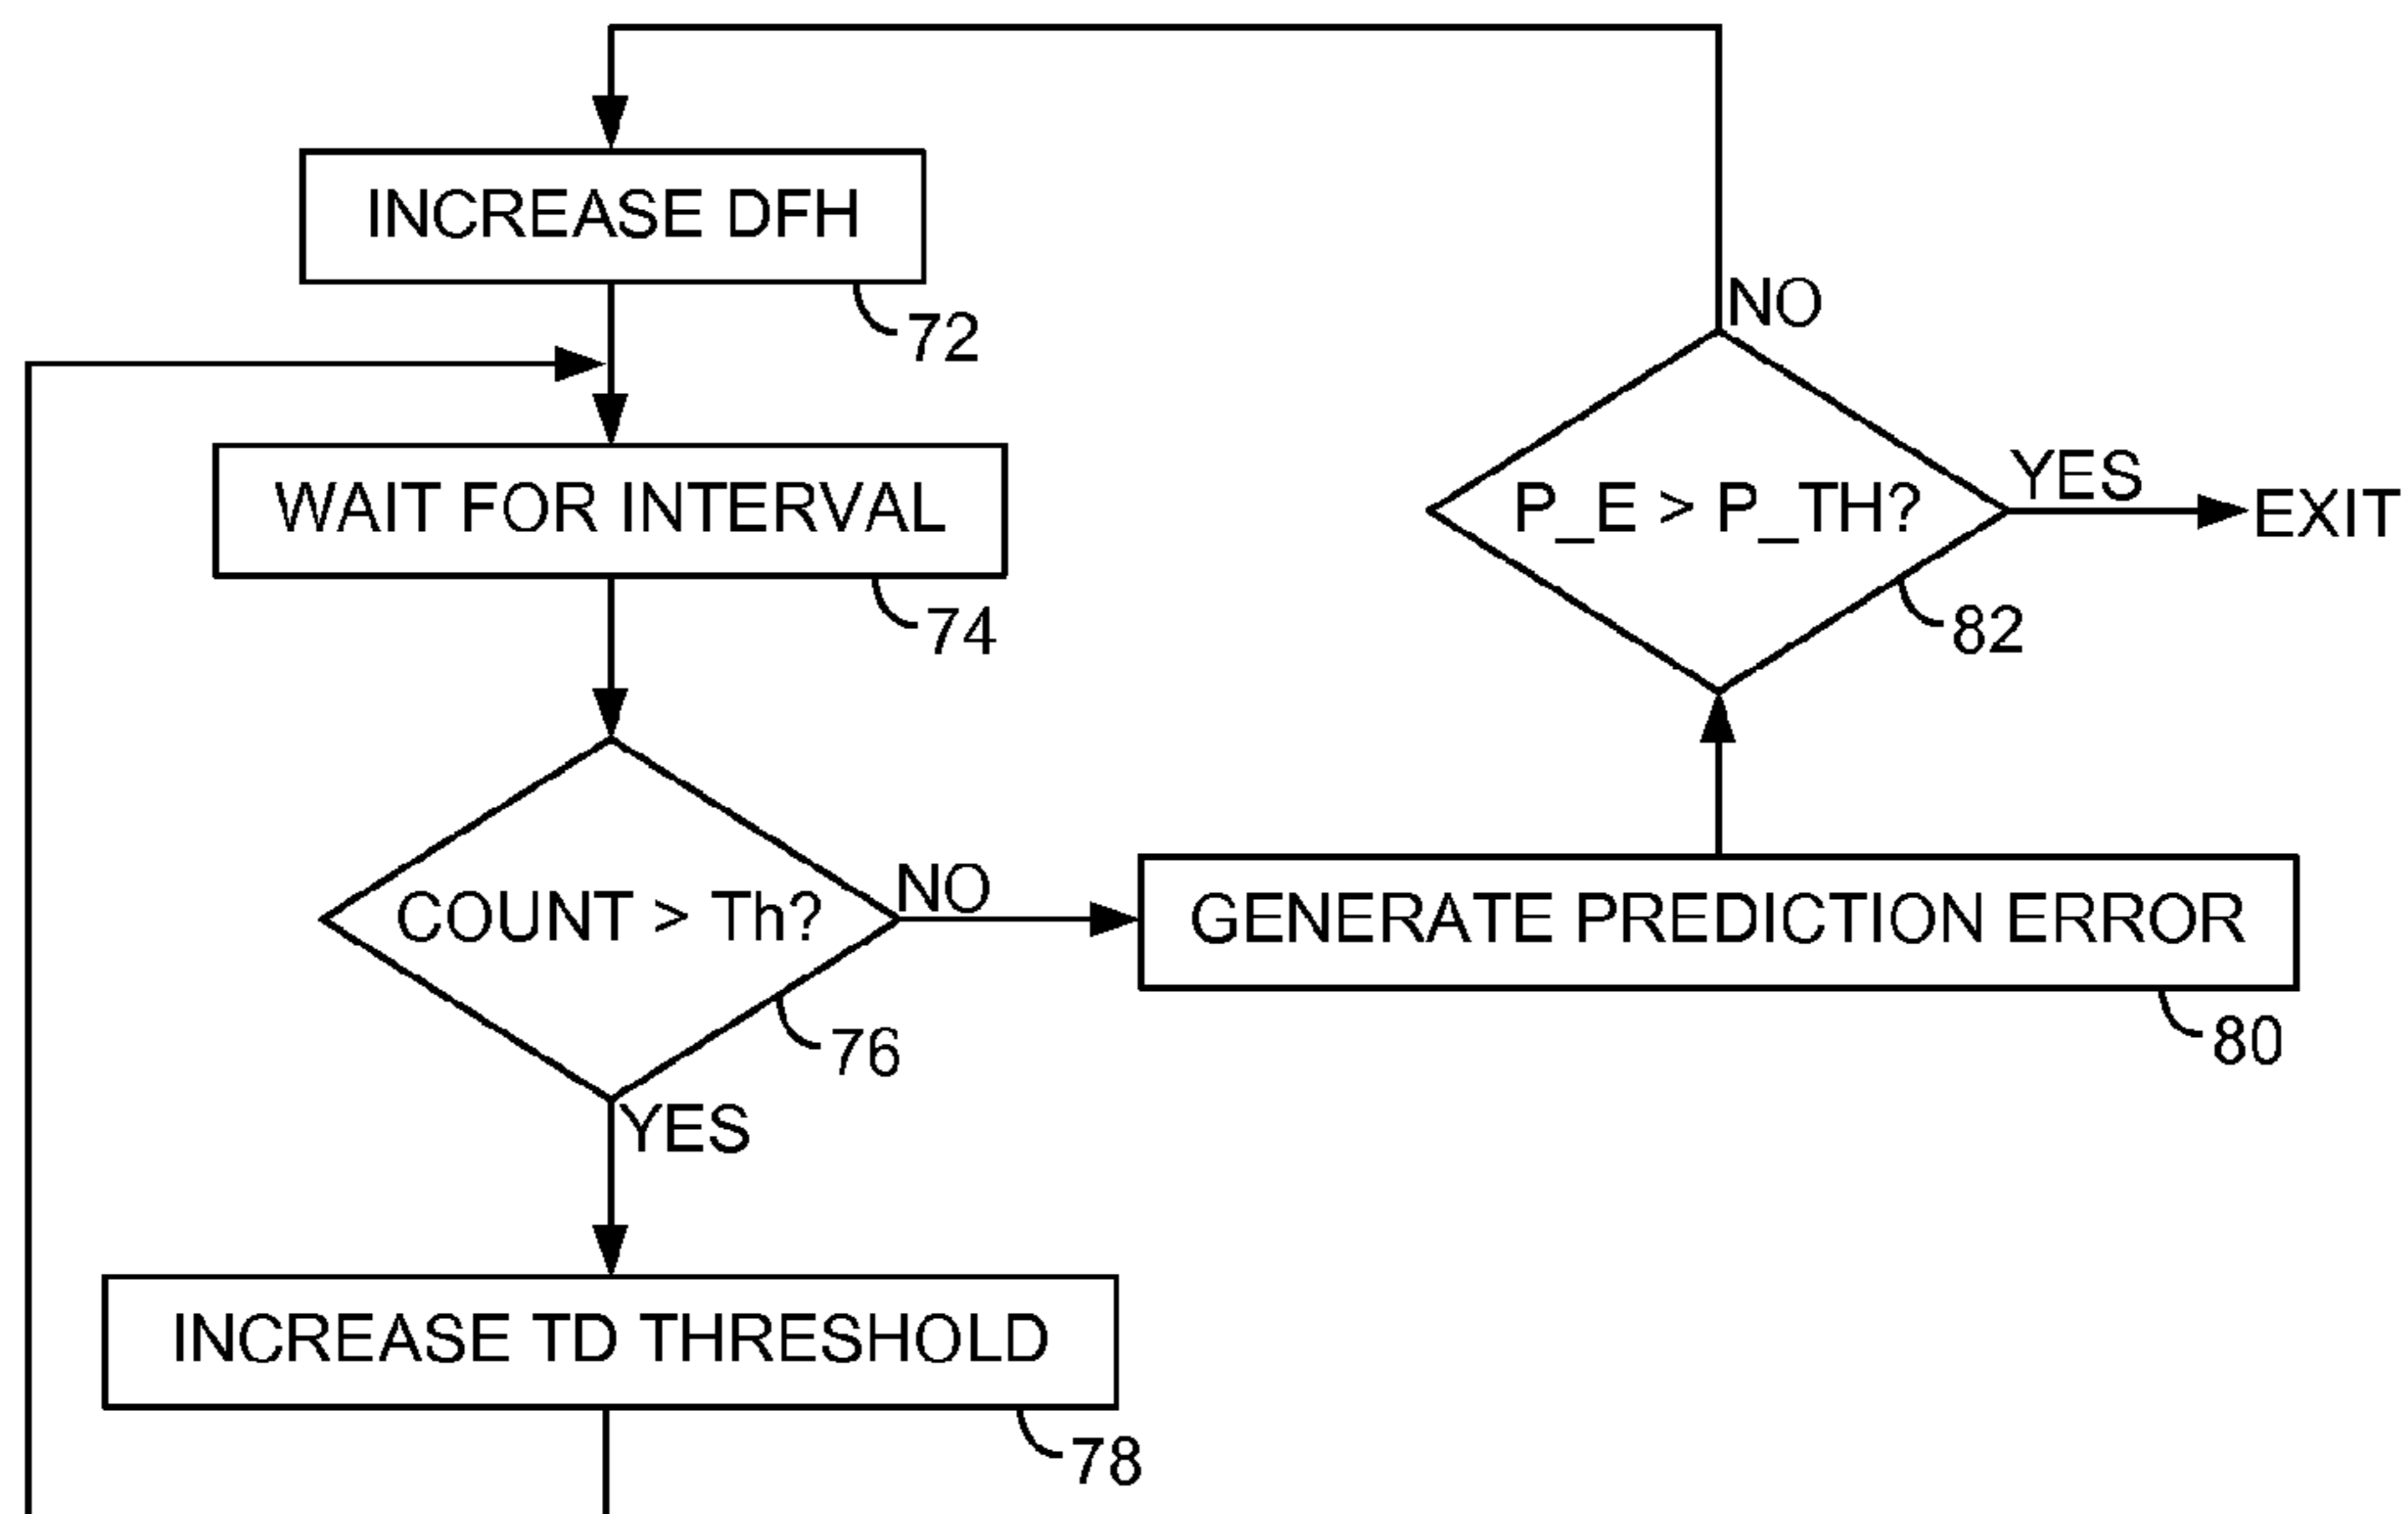 INCREASE DFH
72
WAIT FOR INTERVAL
74
COUNT > Th?
76
NO
YES
INCREASE TD THRESHOLD
78
GENERATE PREDICTION ERROR
80
P_E > P_TH?
82
NO
YES
EXIT